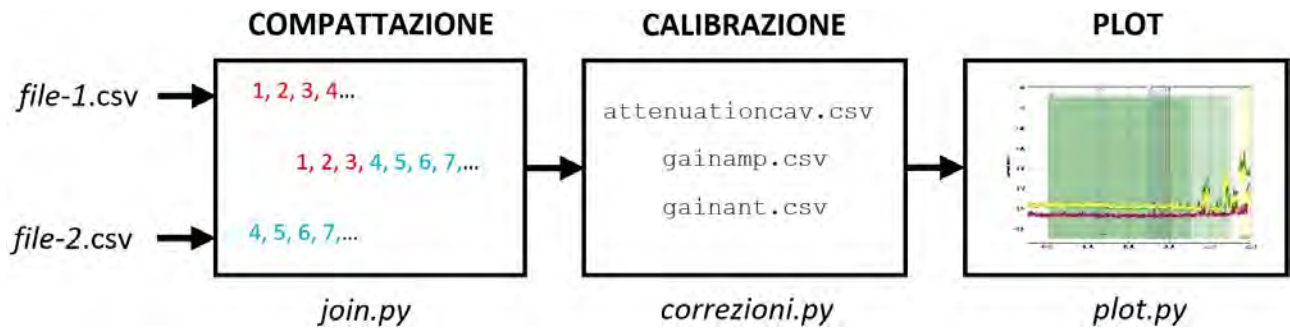 COMPATTAZIONE
CALIBRAZIONE
PLOT
file-1.csv
file-2.csv
1, 2, 3, 4...
1, 2, 3, 4, 5, 6, 7,...
4, 5, 6, 7,...
attenuationcav.csv
gainamp.csv
gainant.csv
join.py
correzioni.py
plot.py